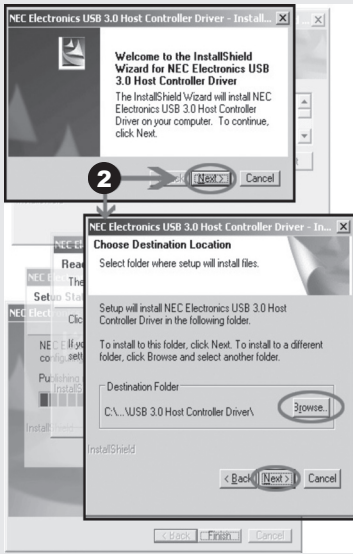 NEC Electronics USB 3.0 Host Controller Driver - Install...
Welcome to the InstallShield
Wizard for NEC Electronics USB
3.0 Host Controller Driver
The InstallShield Wizard will install NEC
Electronics USB 3.0 Host Controller
Driver on your computer. To continue,
click Next.
2
Next >
Cancel
NEC Electronics USB 3.0 Host Controller Driver - In...
Choose Destination Location
Select folder where setup will install files.
Setup will install NEC Electronics USB 3.0 Host
Controller Driver in the following folder.
To install to this folder, click Next. To install to a different
folder, click Browse and select another folder.
Destination Folder
C:\...\USB 3.0 Host Controller Driver\
Browse..
InstallShield
< Back
Next >
Cancel
Publishing
< Back
Finish
Cancel